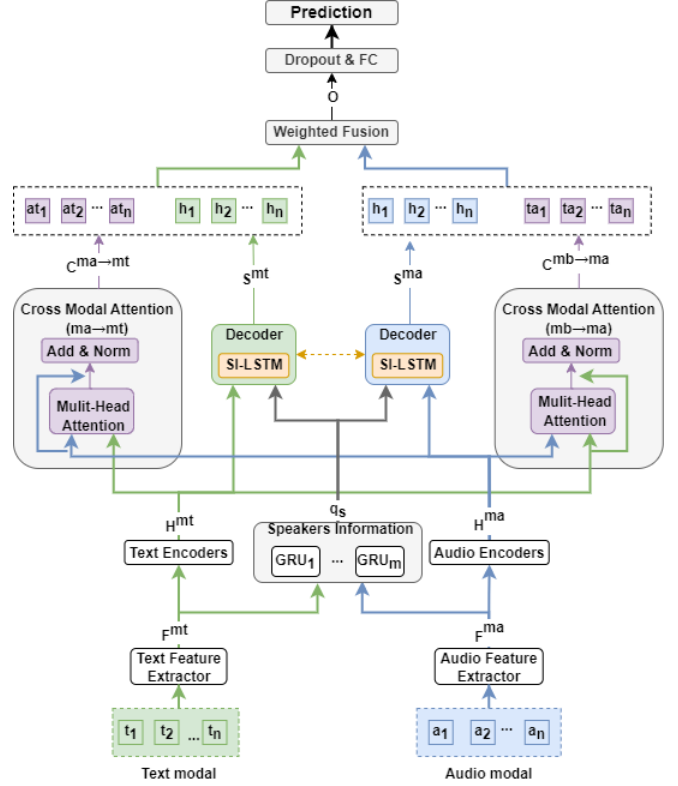 Prediction
Dropout & FC
O
Weighted Fusion
at1 at2 ... atn
h1 h2 ... hn
h1 h2 ... hn
ta1 ta2 ... tan
Cma→mt
Smt
Sma
Cmb→ma
Cross Modal Attention
(ma→mt)
Add & Norm
Mulit-Head
Attention
Decoder
SI-LSTM
Decoder
SI-LSTM
Cross Modal Attention
(mb→ma)
Add & Norm
Mulit-Head
Attention
Hmt
qs
Hma
Text Encoders
Speakers Information
GRU1 ... GRUm
Audio Encoders
Fmt
Fma
Text Feature
Extractor
Audio Feature
Extractor
t1 t2 ... tn
a1 a2 ... an
Text modal
Audio modal